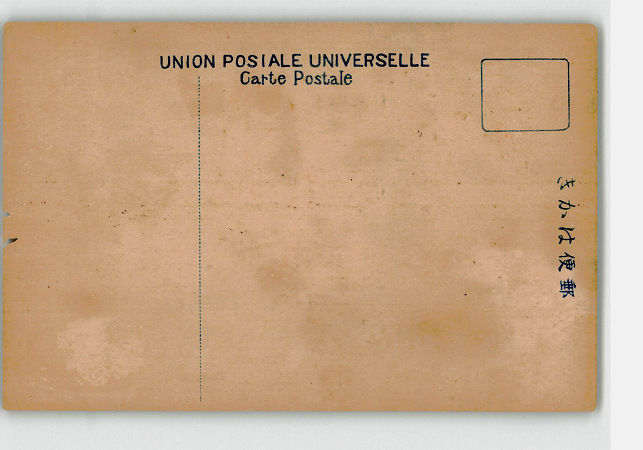 UNION POSIALE UNIVERSELLE
Carte Postale
きかは便郵